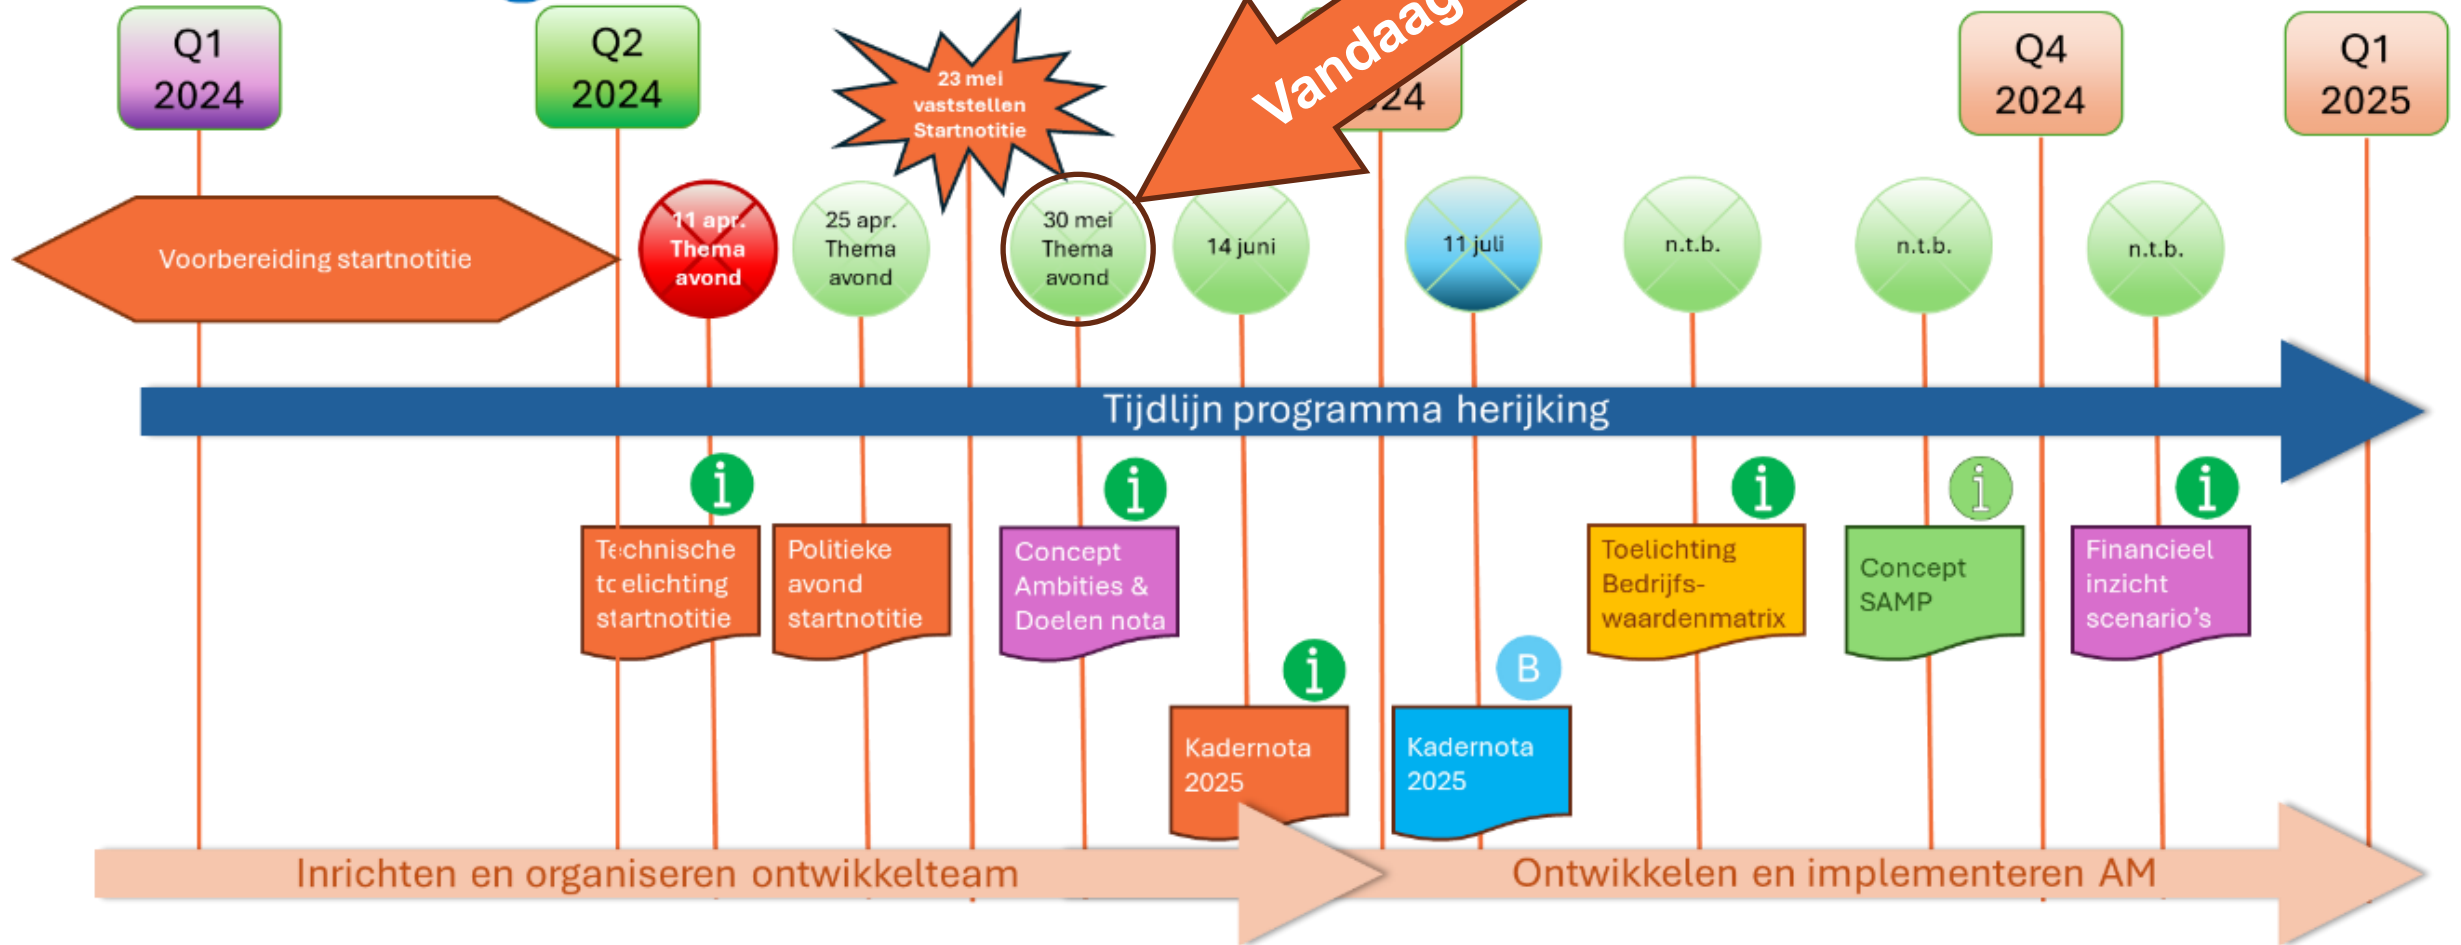 Q1
2024
Q2
2024
23 mei
vaststellen
Startnotitie
Vandaag
24
Q4
2024
Q1
2025
Voorbereiding startnotitie
11 apr.
Thema
avond
25 apr.
Thema
avond
30 mei
Thema
avond
14 juni
11 juli
n.t.b.
n.t.b.
n.t.b.
Tijdlijn programma herijking
i
i
i
i
i
Technische
toelichting
startnotitie
Politieke
avond
startnotitie
Concept
Ambities &
Doelen nota
Toelichting
Bedrijfs-
waardenmatrix
Concept
SAMP
Financieel
inzicht
scenario's
i
B
Kadernota
2025
Kadernota
2025
Inrichten en organiseren ontwikkelteam
Ontwikkelen en implementeren AM